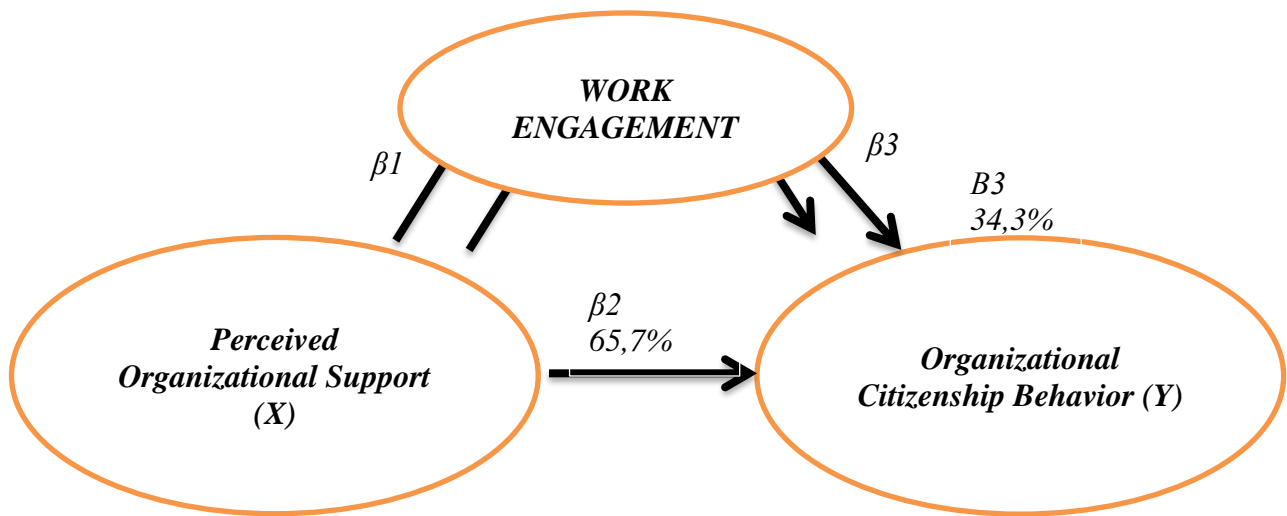 WORK
ENGAGEMENT
β1
β3
B3
34,3%
β2
65,7%
Perceived
Organizational Support
(X)
Organizational
Citizenship Behavior (Y)